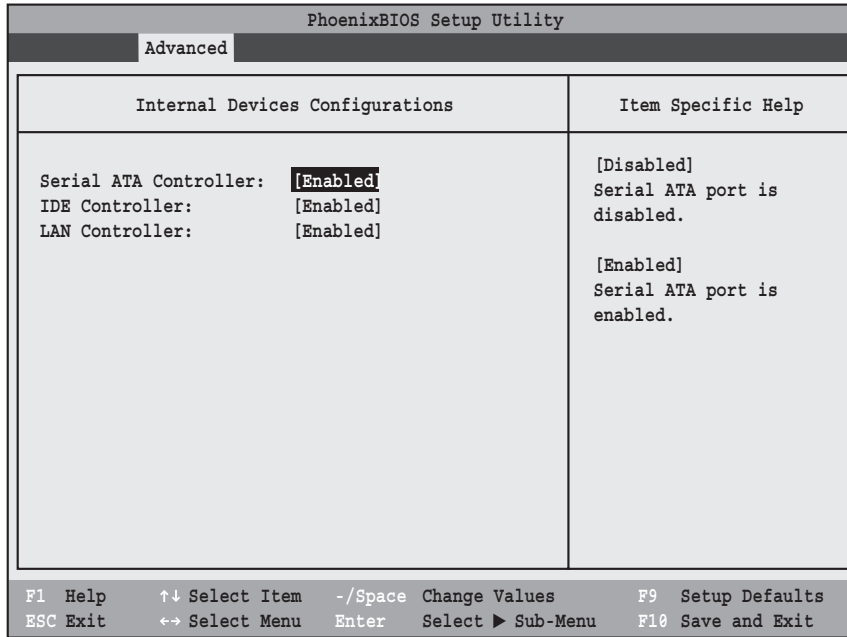 PhoenixBIOS Setup Utility
Advanced
Internal Devices Configurations
Serial ATA Controller: [Enabled]
IDE Controller: [Enabled]
LAN Controller: [Enabled]
Item Specific Help
[Disabled]
Serial ATA port is
disabled.
[Enabled]
Serial ATA port is
enabled.
F1 Help ↑↓ Select Item -/Space Change Values F9 Setup Defaults
ESC Exit ←→ Select Menu Enter Select ▶ Sub-Menu F10 Save and Exit